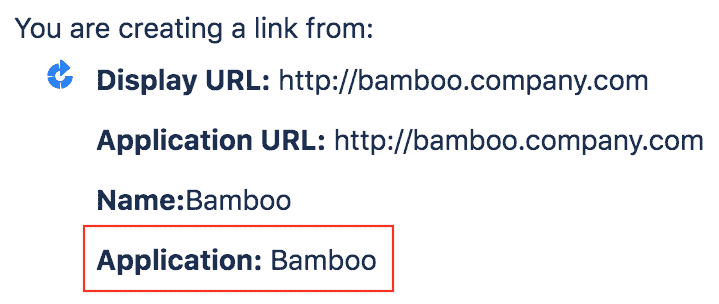 You are creating a link from:
Display URL: http://bamboo.company.com
Application URL: http://bamboo.company.com
Name:Bamboo
Application: Bamboo